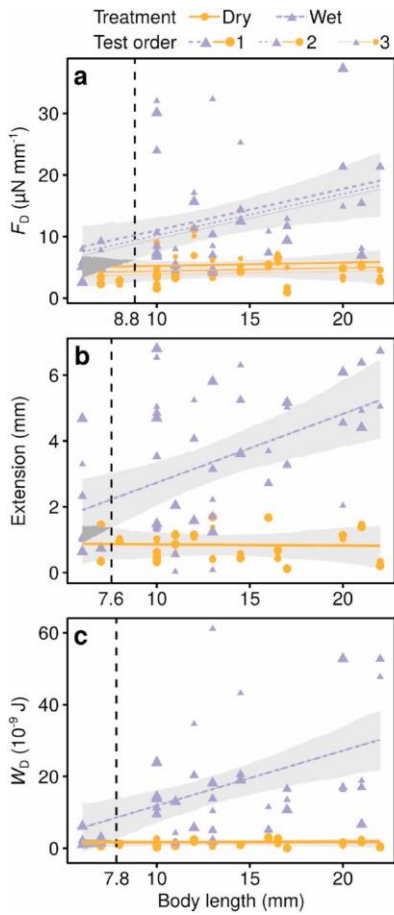 Treatment Dry Wet
Test order 1 2 3
a
30
20
10
0
F_D (µN mm⁻¹)
8.8 10 15 20
b
6
4
2
0
Extension (mm)
7.6 10 15 20
c
60
40
20
0
W_D (10⁻⁹ J)
7.8 10 15 20
Body length (mm)